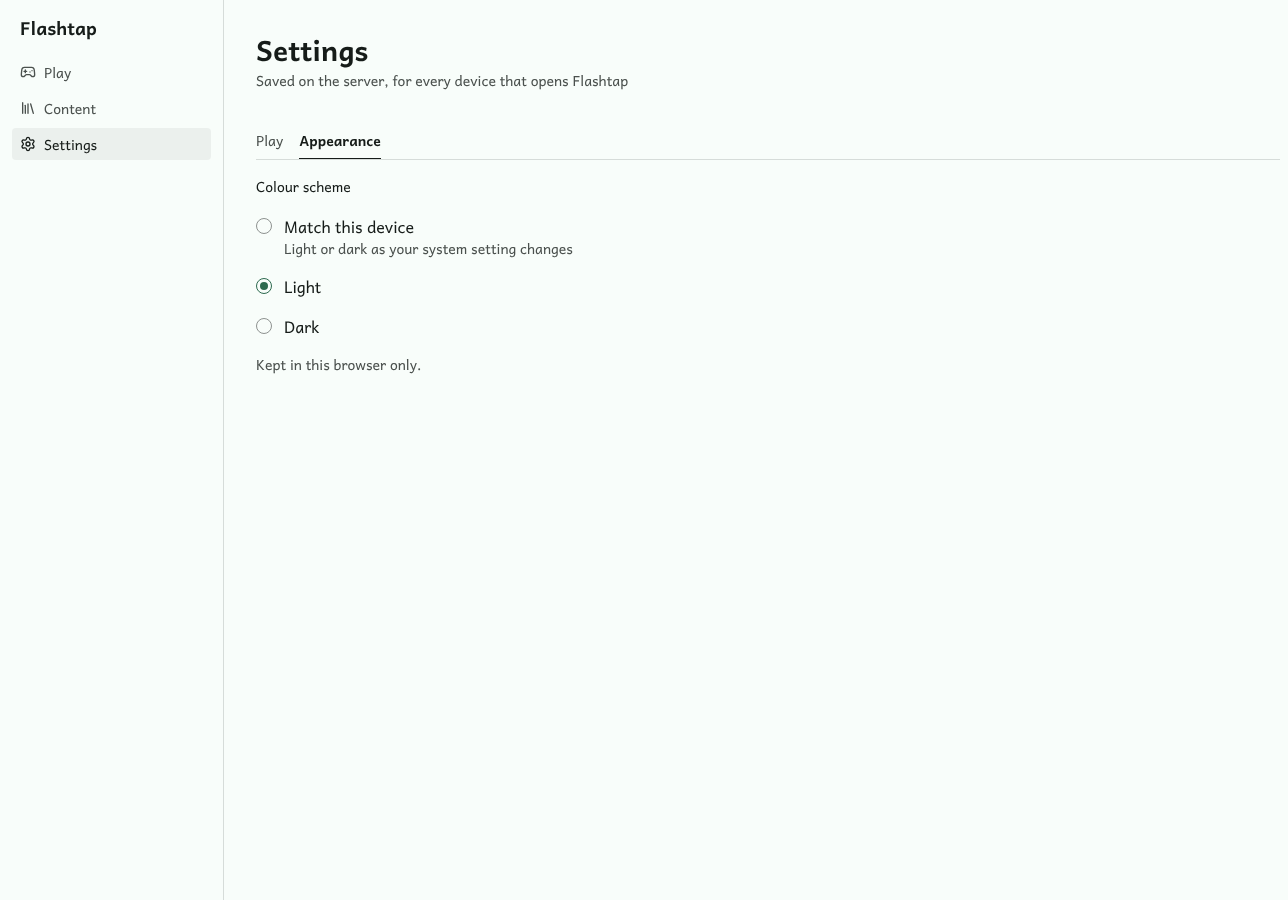 Flashtap
Play
Content
Settings
Settings
Saved on the server, for every device that opens Flashtap
Play
Appearance
Colour scheme
Match this device
Light or dark as your system setting changes
Light
Dark
Kept in this browser only.